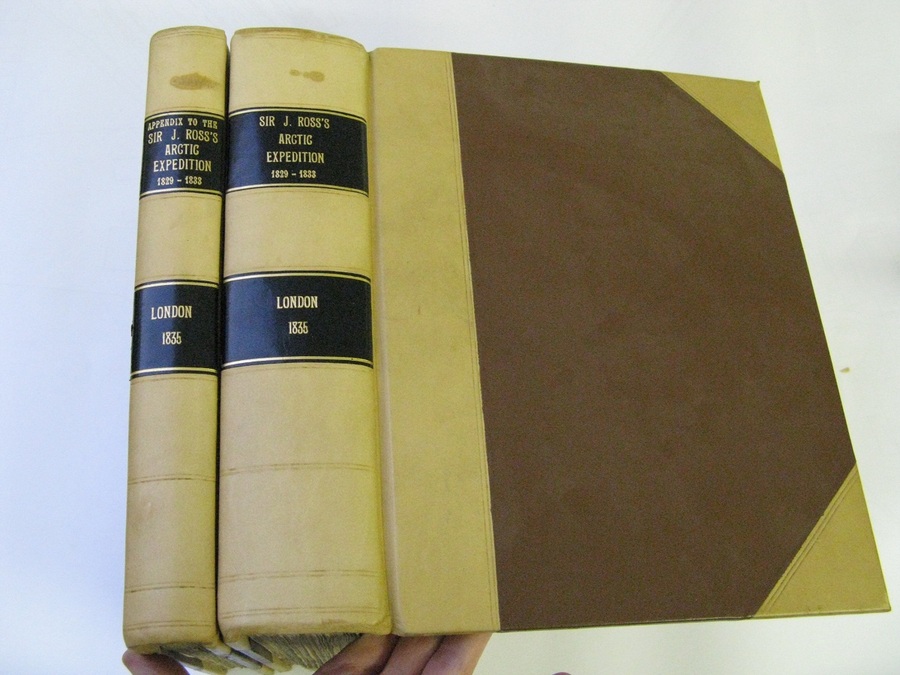 APPENDIX TO THE
SIR J. ROSS'S
ARCTIC
EXPEDITION
1829 - 1833
LONDON
1835
SIR J. ROSS'S
ARCTIC
EXPEDITION
1829 - 1833
LONDON
1835